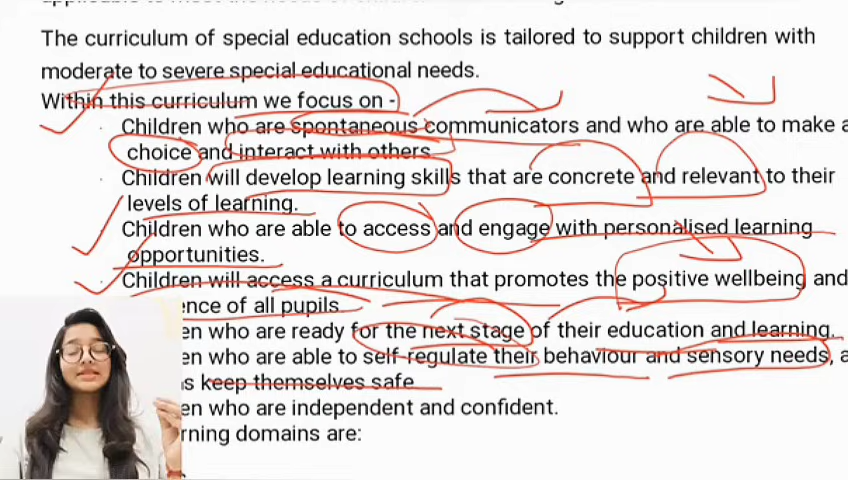 The curriculum of special education schools is tailored to support children with
moderate to severe special educational needs.
Within this curriculum we focus on -
Children who are spontaneous communicators and who are able to make a
choice and interact with others.
Children will develop learning skills that are concrete and relevant to their
levels of learning.
Children who are able to access and engage with personalised learning
opportunities.
Children will access a curriculum that promotes the positive wellbeing and
ence of all pupils.
en who are ready for the next stage of their education and learning.
en who are able to self-regulate their behaviour and sensory needs, a
s keep themselves safe
en who are independent and confident.
rning domains are: